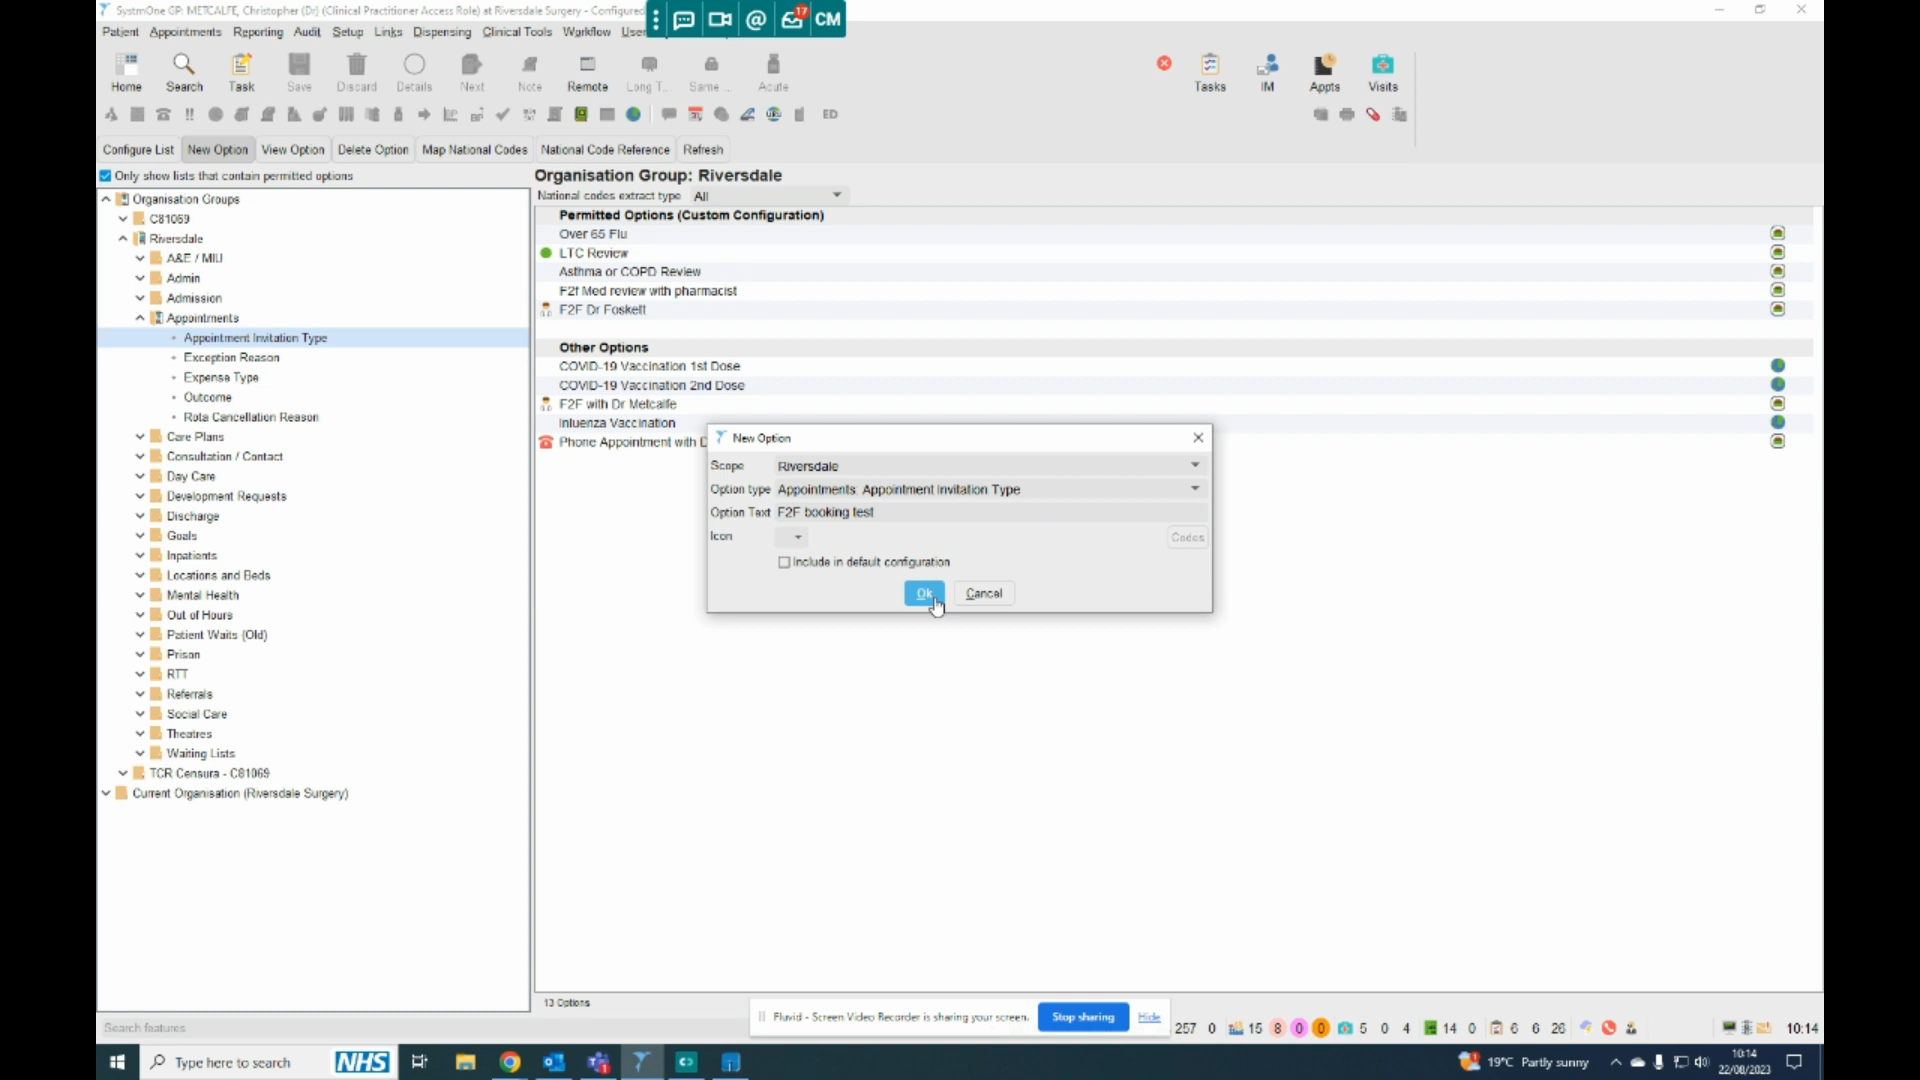 SystmOne GP: METCALFE, Christopher (Dr) (Clinical Practitioner Access Role) at Riversdale Surgery - Configured
17
CM
Patient Appointments Reporting Audit Setup Links Dispensing Clinical Tools Workflow User
Home Search Task Save Discard Details Next Note Remote Long T... Same ... Acute Tasks IM Appts Visits
ED
Configure List New Option View Option Delete Option Map National Codes National Code Reference Refresh
Only show lists that contain permitted options
Organisation Groups
C81069
Riversdale
A&E / MIU
Admin
Admission
Appointments
Appointment Invitation Type
Exception Reason
Expense Type
Outcome
Rota Cancellation Reason
Care Plans
Consultation / Contact
Day Care
Development Requests
Discharge
Goals
Inpatients
Locations and Beds
Mental Health
Out of Hours
Patient Waits (Old)
Prison
RTT
Referrals
Social Care
Theatres
Waiting Lists
TCR Censura - C81069
Current Organisation (Riversdale Surgery)
Organisation Group: Riversdale
National codes extract type All
Permitted Options (Custom Configuration)
Over 65 Flu
LTC Review
Asthma or COPD Review
F2f Med review with pharmacist
F2F Dr Foskett
Other Options
COVID-19 Vaccination 1st Dose
COVID-19 Vaccination 2nd Dose
F2F with Dr Metcalfe
Influenza Vaccination
Phone Appointment with D
New Option
Scope Riversdale
Option type Appointments: Appointment Invitation Type
Option Text F2F booking test
Icon Codes
Include in default configuration
Ok Cancel
13 Options
Fluvid - Screen Video Recorder is sharing your screen. Stop sharing Hide
Search features
257 0 15 8 0 0 5 0 4 14 0 6 6 26 10:14
Type here to search NHS
19°C Partly sunny
10:14
22/08/2023